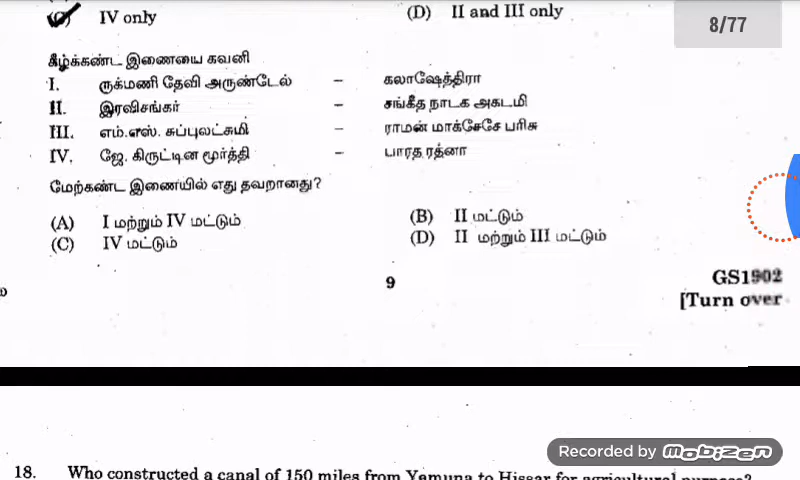 (C) IV only (D) II and III only
8/77
கீழ்க்கண்ட இணையை கவனி
I. ருக்மணி தேவி அருண்டேல் – கலாஷேத்திரா
II. இரவிசங்கர் – சங்கீத நாடக அகடமி
III. எம்.எஸ். சுப்புலட்சுமி – ராமன் மாக்சேசே பரிசு
IV. ஜே. கிருட்டின மூர்த்தி – பாரத ரத்னா
மேற்கண்ட இணையில் எது தவறானது?
(A) I மற்றும் IV மட்டும் (B) II மட்டும்
(C) IV மட்டும் (D) II மற்றும் III மட்டும்
9
GS1902
[Turn over
Recorded by mobizen
18. Who constructed a canal of 150 miles from Yamuna to Hissar for agricultural purpose?